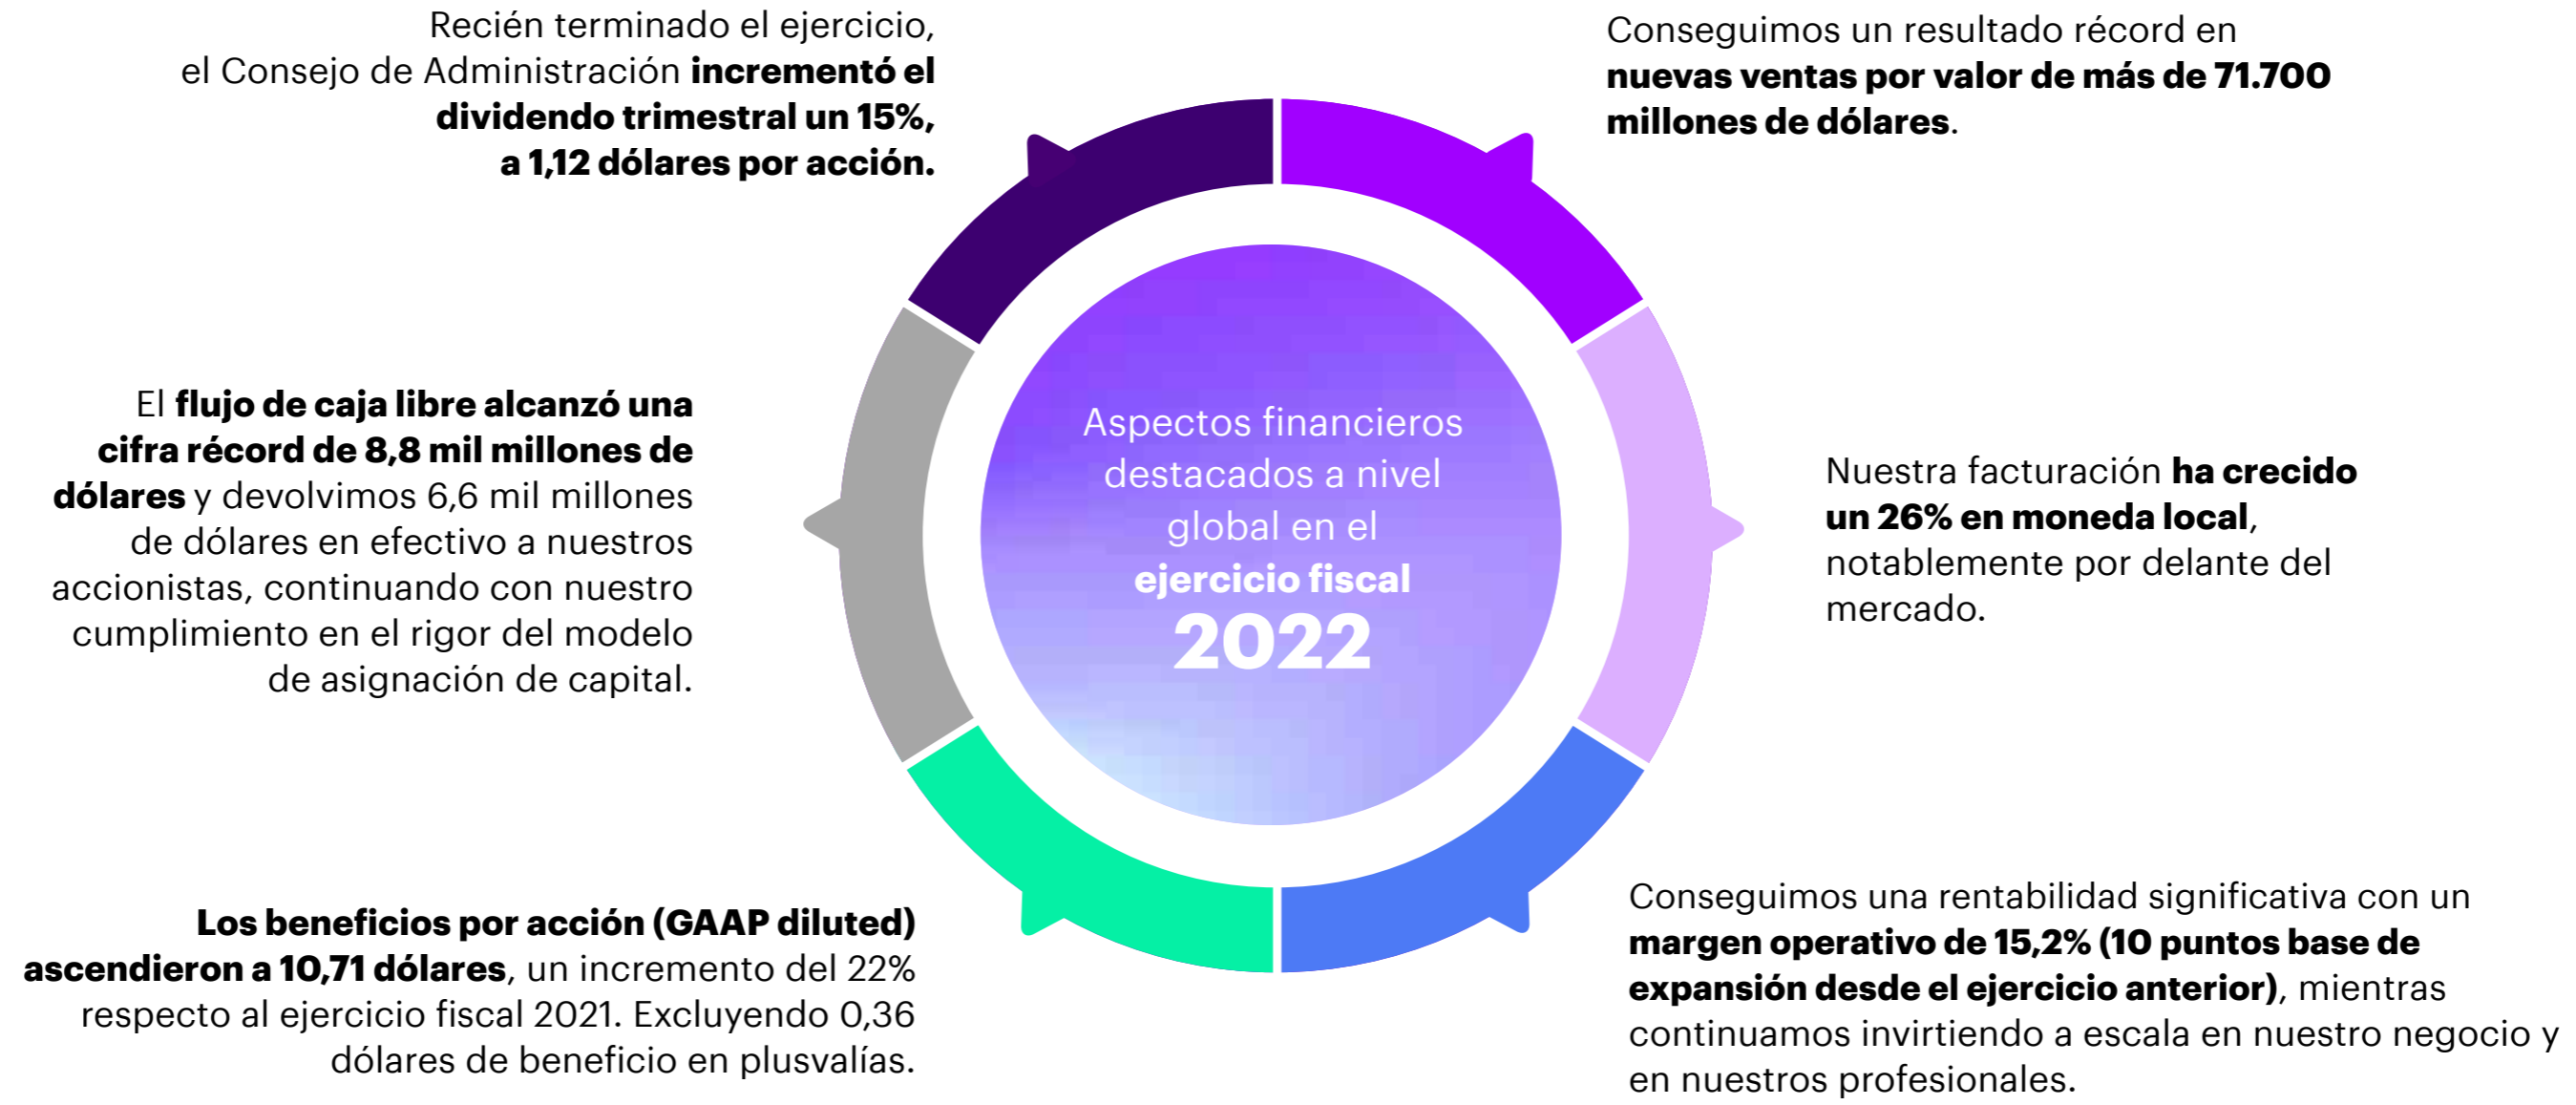 Recién terminado el ejercicio,
el Consejo de Administración incrementó el
dividendo trimestral un 15%,
a 1,12 dólares por acción.
Conseguimos un resultado récord en
nuevas ventas por valor de más de 71.700
millones de dólares.
El flujo de caja libre alcanzó una
cifra récord de 8,8 mil millones de
dólares y devolvimos 6,6 mil millones
de dólares en efectivo a nuestros
accionistas, continuando con nuestro
cumplimiento en el rigor del modelo
de asignación de capital.
Aspectos financieros
destacados a nivel
global en el
ejercicio fiscal
2022
Nuestra facturación ha crecido
un 26% en moneda local,
notablemente por delante del
mercado.
Los beneficios por acción (GAAP diluted)
ascendieron a 10,71 dólares, un incremento del 22%
respecto al ejercicio fiscal 2021. Excluyendo 0,36
dólares de beneficio en plusvalías.
Conseguimos una rentabilidad significativa con un
margen operativo de 15,2% (10 puntos base de
expansión desde el ejercicio anterior), mientras
continuamos invirtiendo a escala en nuestro negocio y
en nuestros profesionales.